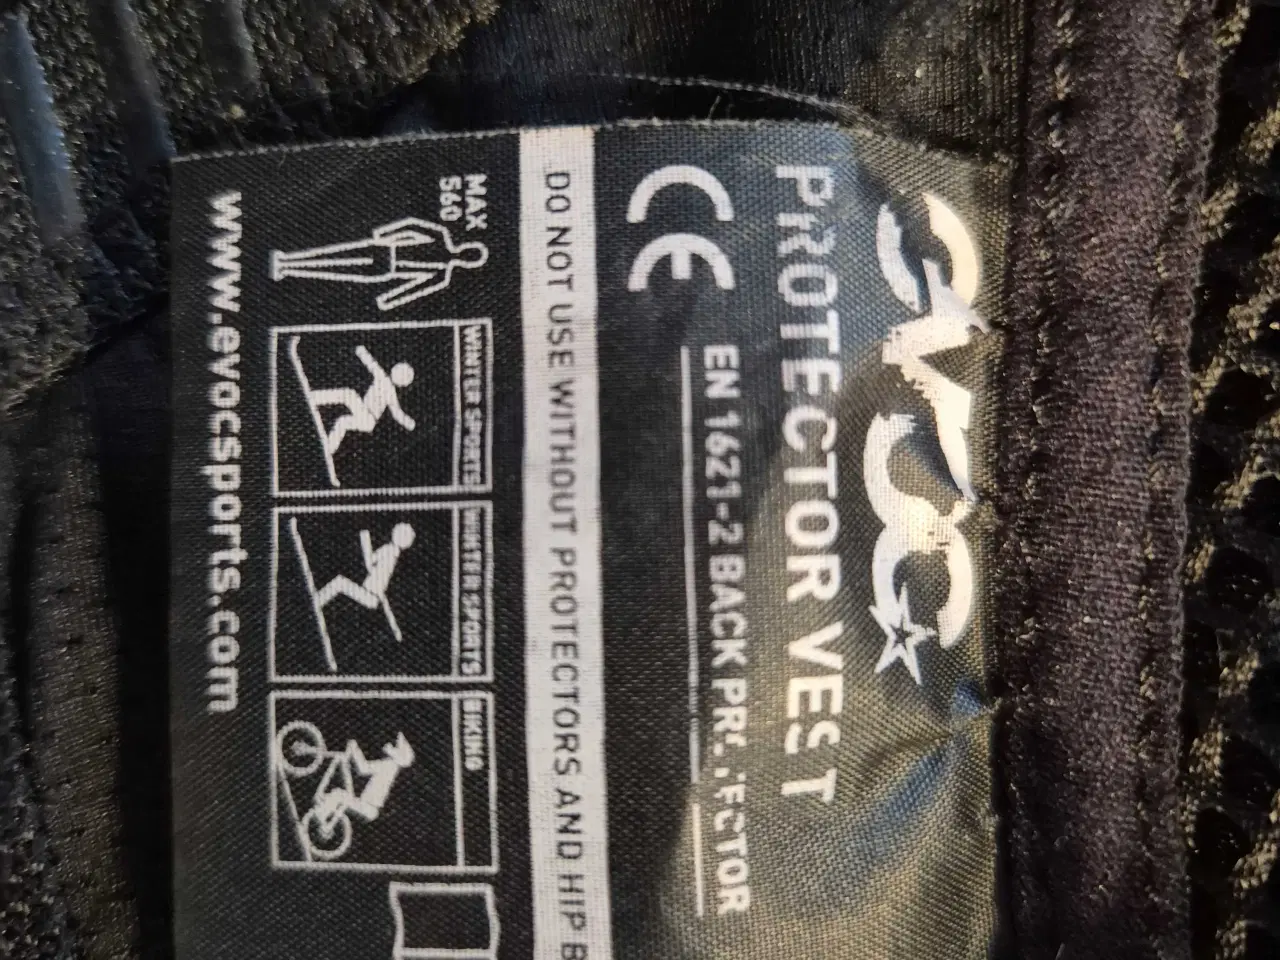 evoc
PROTECTOR VEST
EN 1621-2 BACK
CE
DO NOT USE WITHOUT PROTECTORS AND HIP
MAX
560
WINTER SPORTS
WINTER SPORTS
BIKING
www.evocsports.com